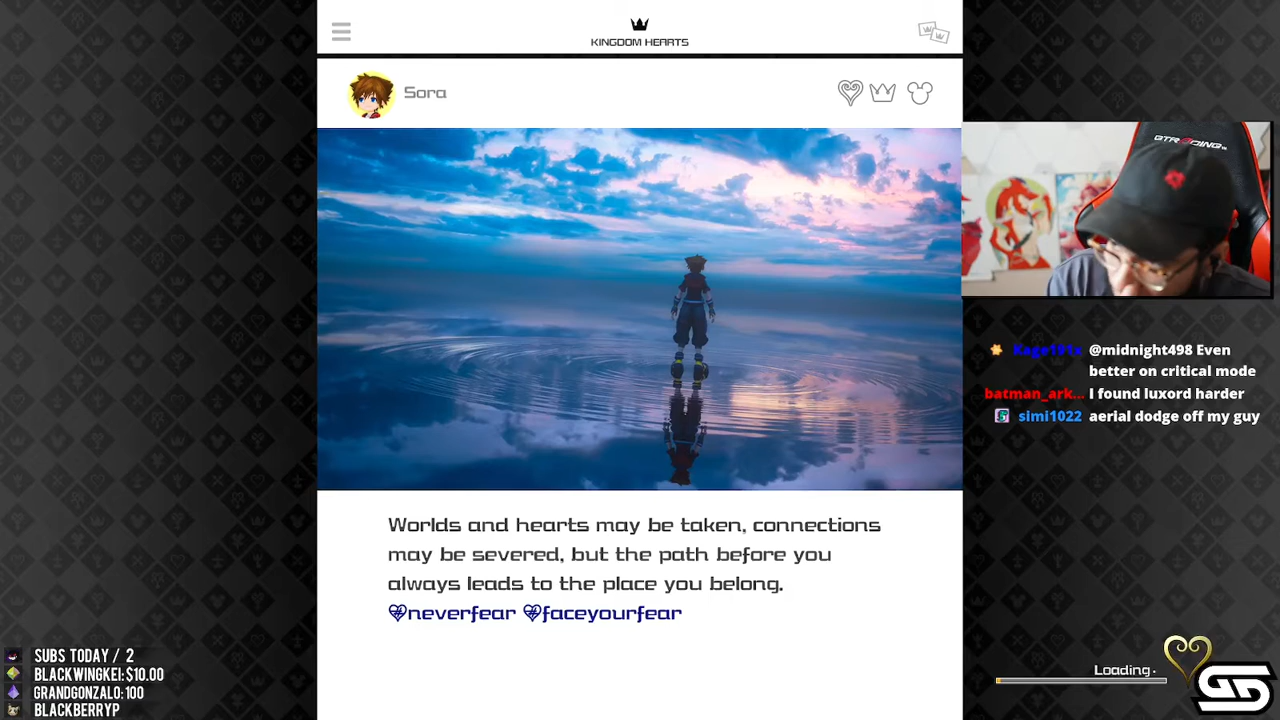 KINGDOM HEARTS
Sora
GTRACING
@midnight498 Even
better on critical mode
batman_ark... I found luxord harder
simi1022 aerial dodge off my guy
Worlds and hearts may be taken, connections
may be severed, but the path before you
always leads to the place you belong.
neverfear faceyourfear
SUBS TODAY / 2
BLACKWINGKEI: $10.00
GRANDGONZALO: 100
BLACKBERRYP
Loading.